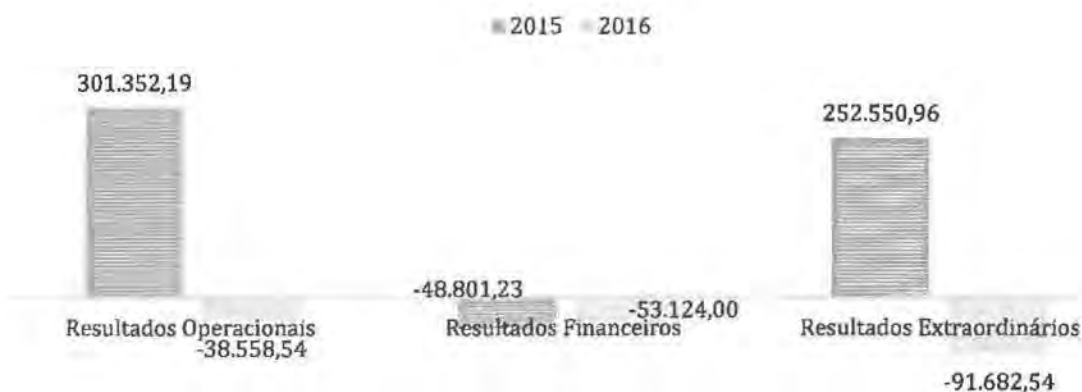 2015 2016
301.352,19
252.550,96
-48.801,23
-53.124,00
Resultados Operacionais
Resultados Financeiros
Resultados Extraordinários
-38.558,54
-91.682,54